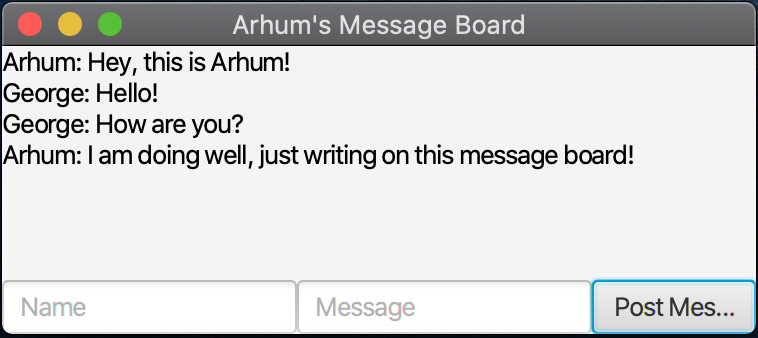 Arhum's Message Board
Arhum: Hey, this is Arhum!
George: Hello!
George: How are you?
Arhum: I am doing well, just writing on this message board!
Name Message Post Mes...